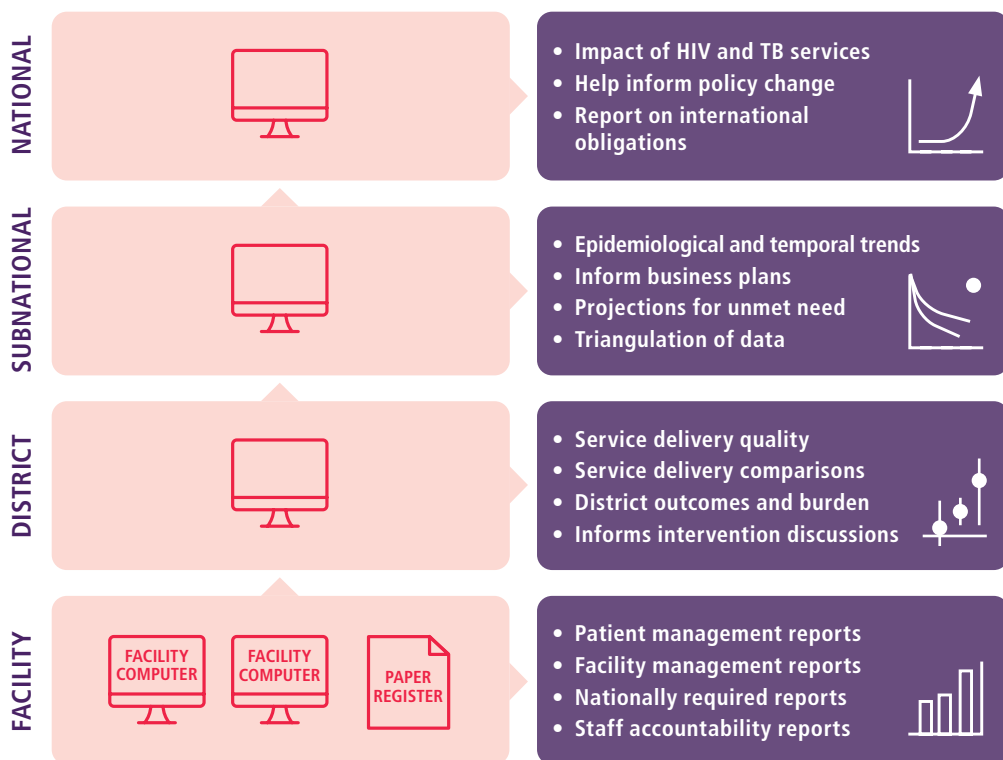 NATIONAL
• Impact of HIV and TB services
• Help inform policy change
• Report on international
obligations
SUBNATIONAL
• Epidemiological and temporal trends
• Inform business plans
• Projections for unmet need
• Triangulation of data
DISTRICT
• Service delivery quality
• Service delivery comparisons
• District outcomes and burden
• Informs intervention discussions
FACILITY
FACILITY
COMPUTER
FACILITY
COMPUTER
PAPER
REGISTER
• Patient management reports
• Facility management reports
• Nationally required reports
• Staff accountability reports